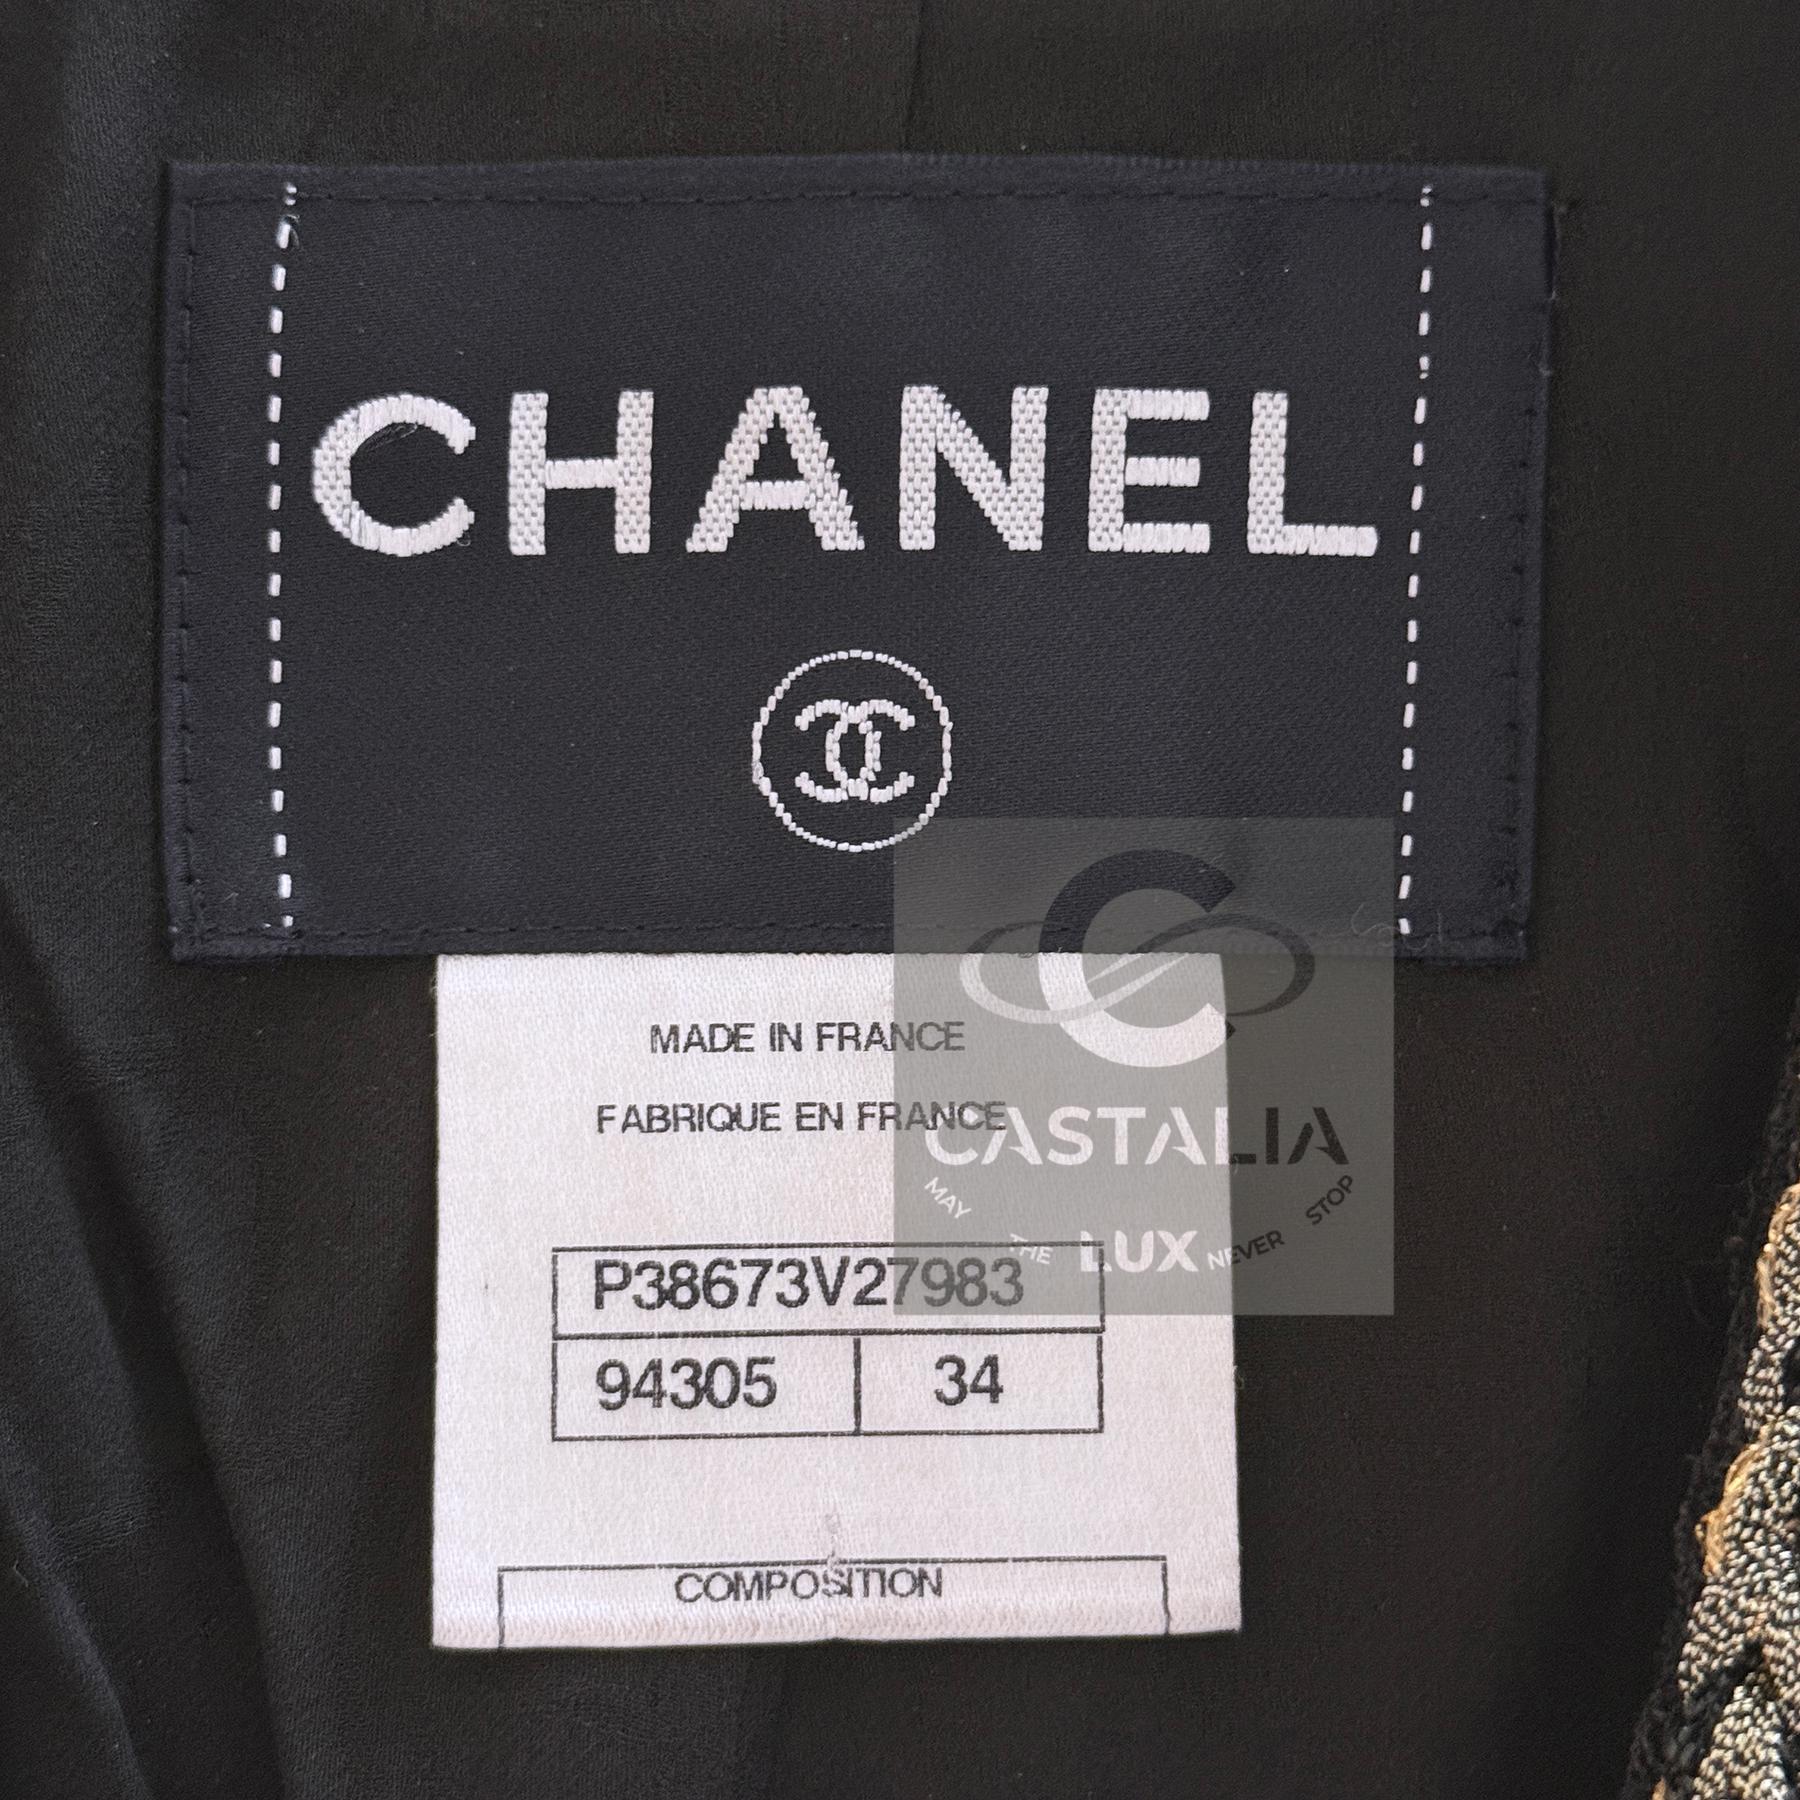 CHANEL
MADE IN FRANCE
FABRIQUE EN FRANCE
CASTALIA
MAY THE LUX NEVER STOP
P38673V27983
94305 34
COMPOSITION